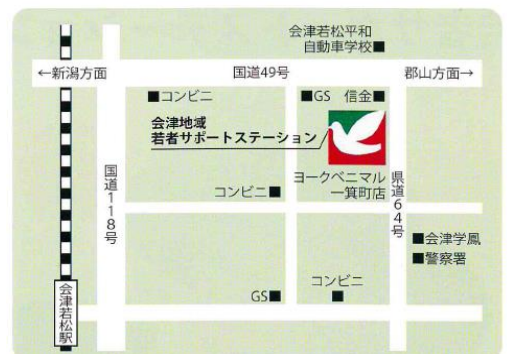 会津若松平和
自動車学校■
←新潟方面
国道49号
郡山方面→
■コンビニ
■GS
信金■
会津地域
若者サポートステーション
ヨークベニマル
一箕町店
国道118号
コンビニ■
県道64号
■会津学鳳
■警察署
会津若松駅
GS■
コンビニ
■